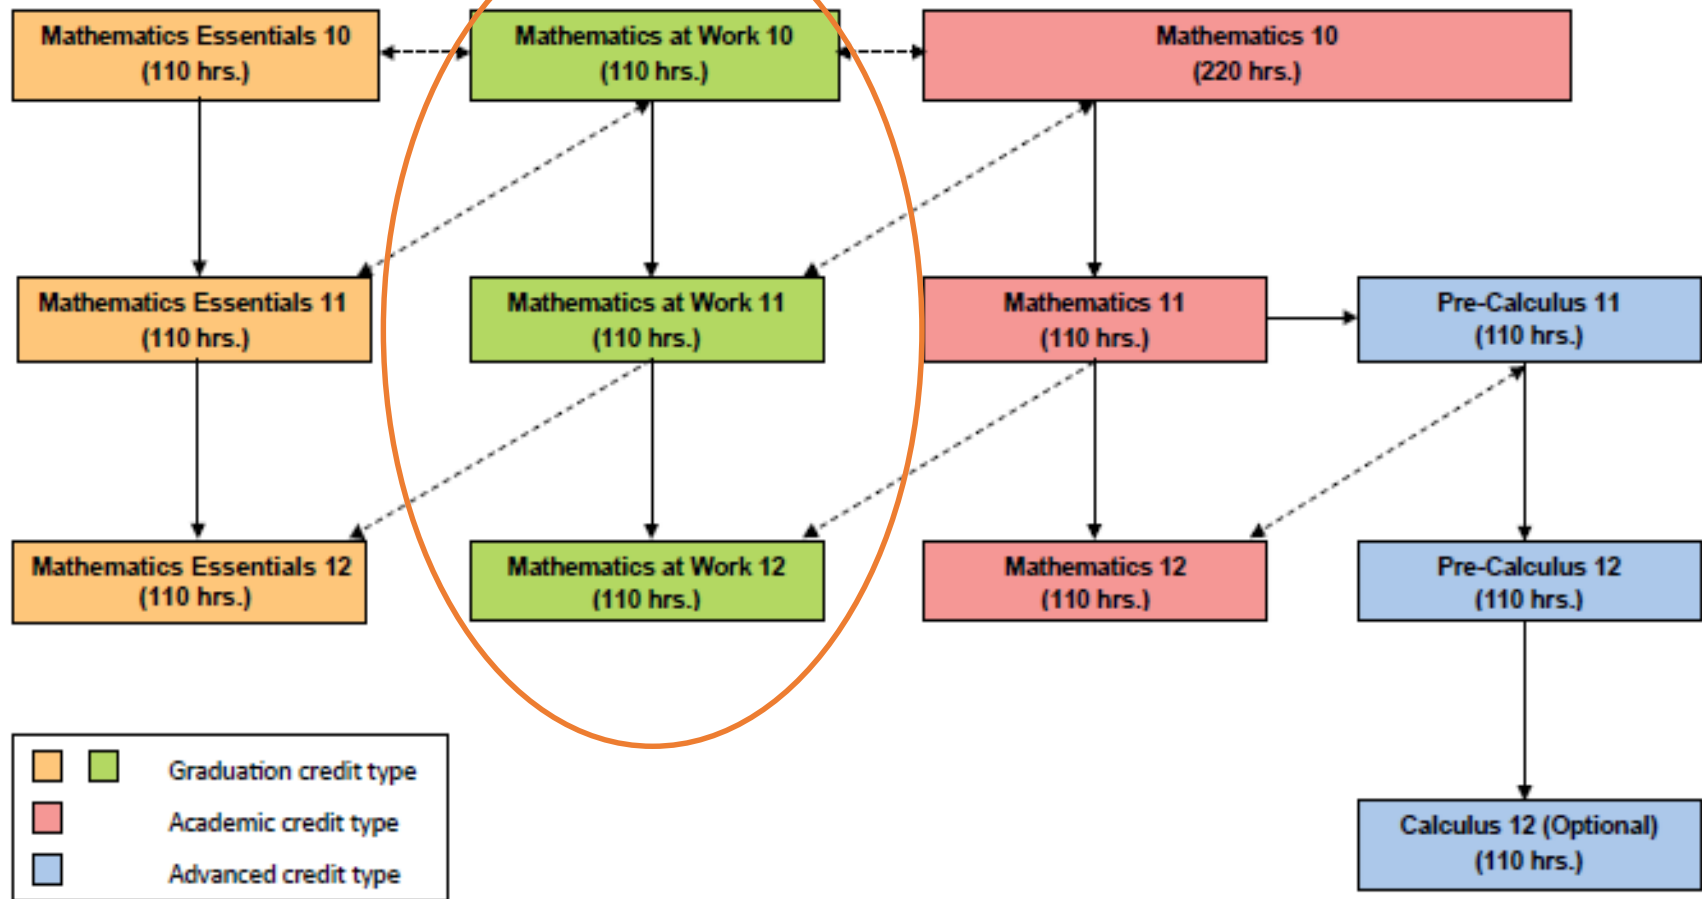 Mathematics Essentials 10
(110 hrs.)
Mathematics at Work 10
(110 hrs.)
Mathematics 10
(220 hrs.)
Mathematics Essentials 11
(110 hrs.)
Mathematics at Work 11
(110 hrs.)
Mathematics 11
(110 hrs.)
Pre-Calculus 11
(110 hrs.)
Mathematics Essentials 12
(110 hrs.)
Mathematics at Work 12
(110 hrs.)
Mathematics 12
(110 hrs.)
Pre-Calculus 12
(110 hrs.)
Graduation credit type
Academic credit type
Advanced credit type
Calculus 12 (Optional)
(110 hrs.)